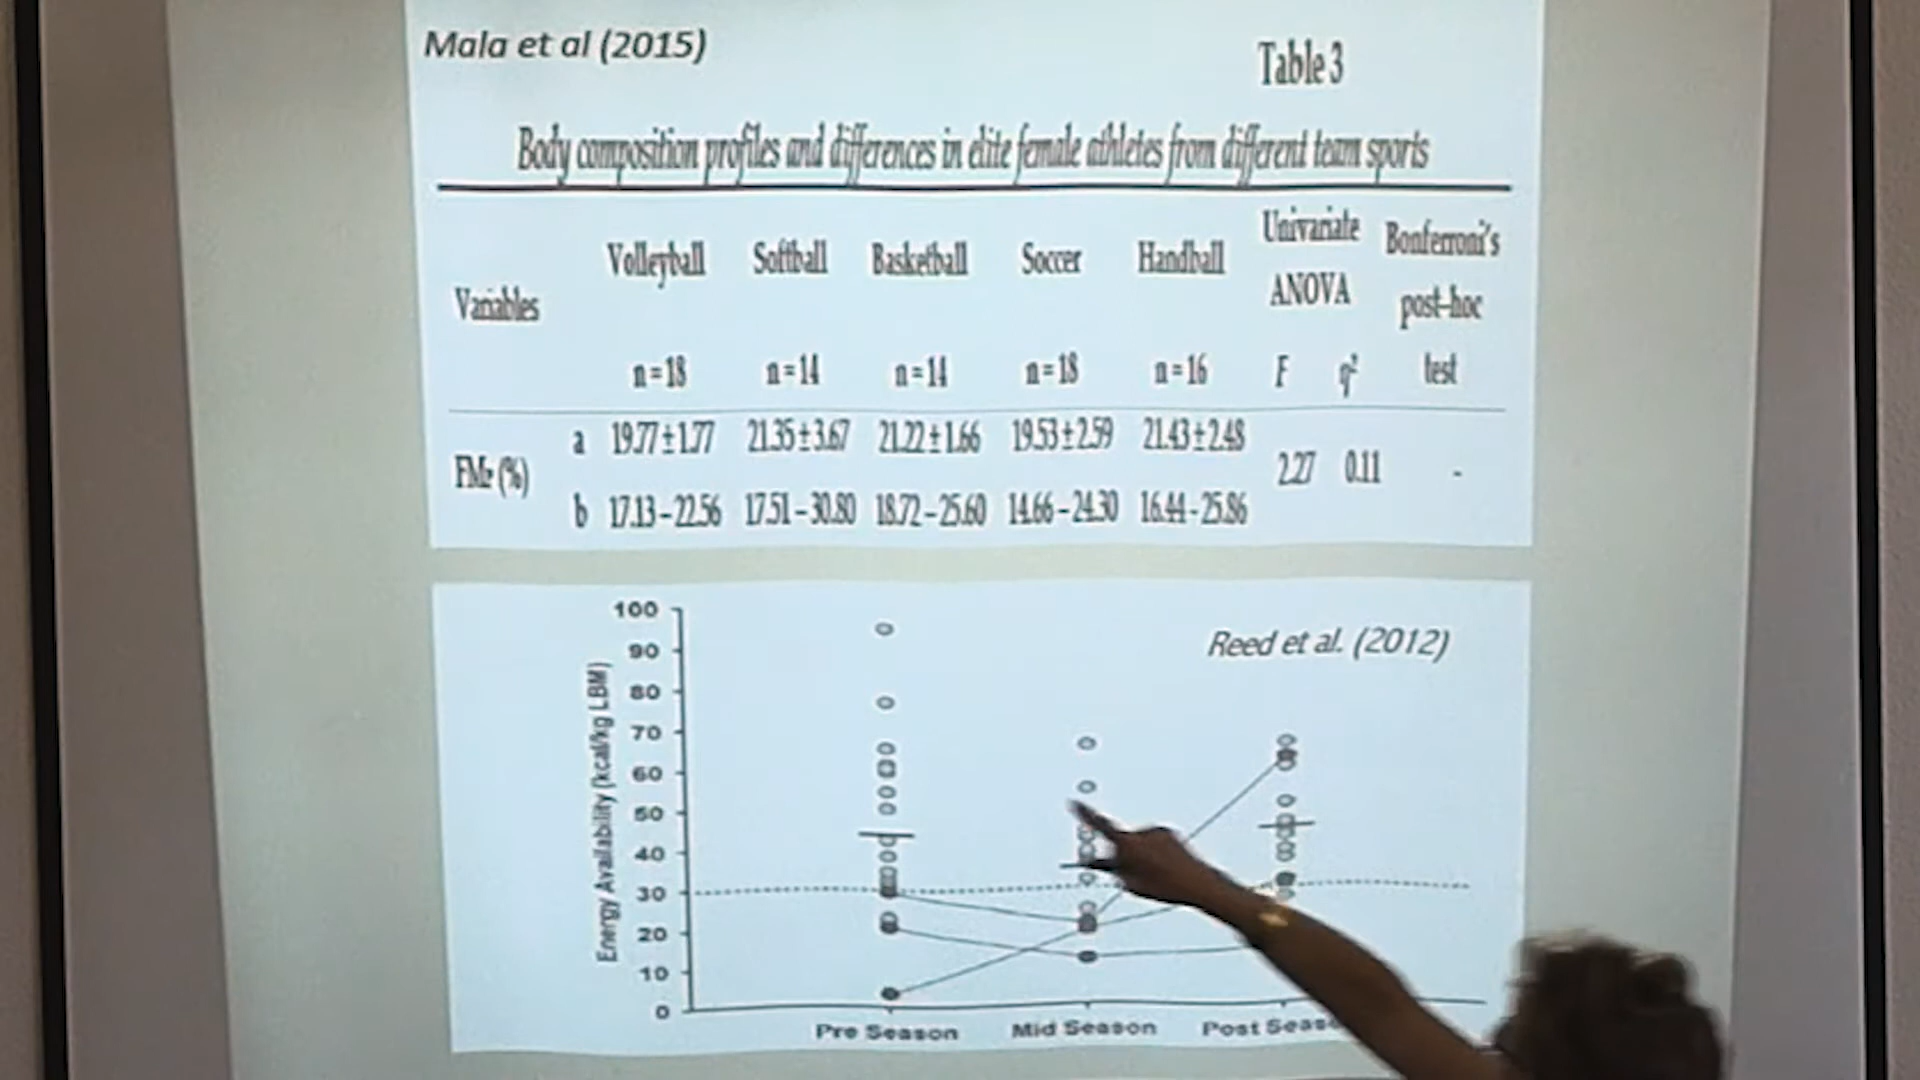 Mala et al (2015)
Table 3
Body composition profiles and differences in elite female athletes from different team sports
Variables Volleyball Softball Basketball Soccer Handball Univariate ANOVA Bonferroni's post-hoc test
n=18 n=14 n=14 n=18 n=16 F η²
FMr (%) a 19.77±1.77 21.35±3.67 21.22±1.66 19.53±2.59 21.43±2.48 2.27 0.11 -
b 17.13–22.56 17.51–30.80 18.72–25.60 14.66–24.30 16.44-25.86
Reed et al. (2012)
Energy Availability (kcal/kg LBM)
100
90
80
70
60
50
40
30
20
10
0
Pre Season Mid Season Post Seaso